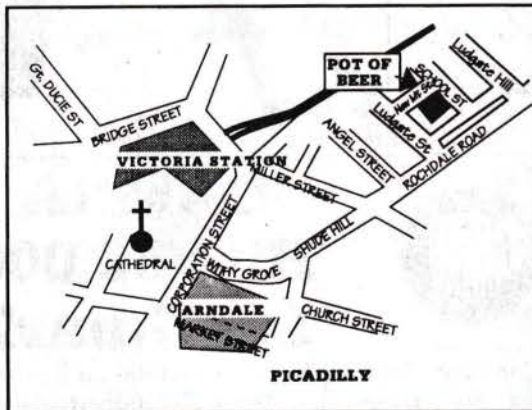 Gt. DUCIE ST
BRIDGE STREET
VICTORIA STATION
POT OF
BEER
Ludgate Hill
SCHOOL ST
New Mt St
Ludgate St
ANGEL STREET
ROCHDALE ROAD
MILLER STREET
SHUDE HILL
CATHEDRAL
CORPORATION STREET
WITHY GROVE
ARNDALE
MARKET STREET
CHURCH STREET
PICADILLY